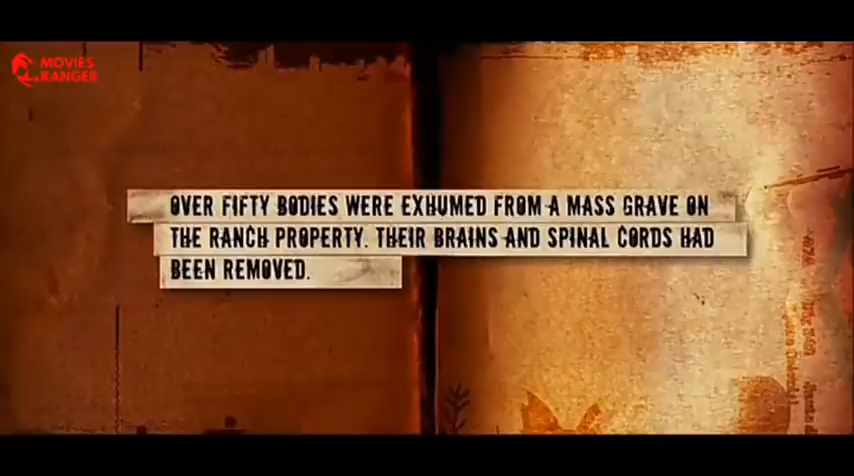 MOVIES
RANGER
OVER FIFTY BODIES WERE EXHUMED FROM A MASS GRAVE ON
THE RANCH PROPERTY. THEIR BRAINS AND SPINAL CORDS HAD
BEEN REMOVED.